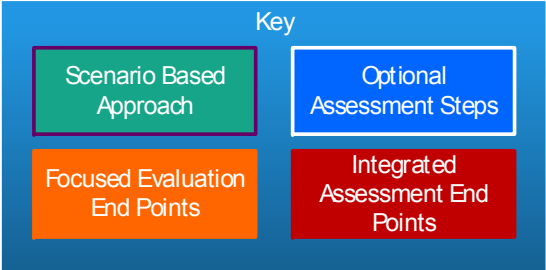 Key
Scenario Based
Approach
Optional
Assessment Steps
Focused Evaluation
End Points
Integrated
Assessment End
Points